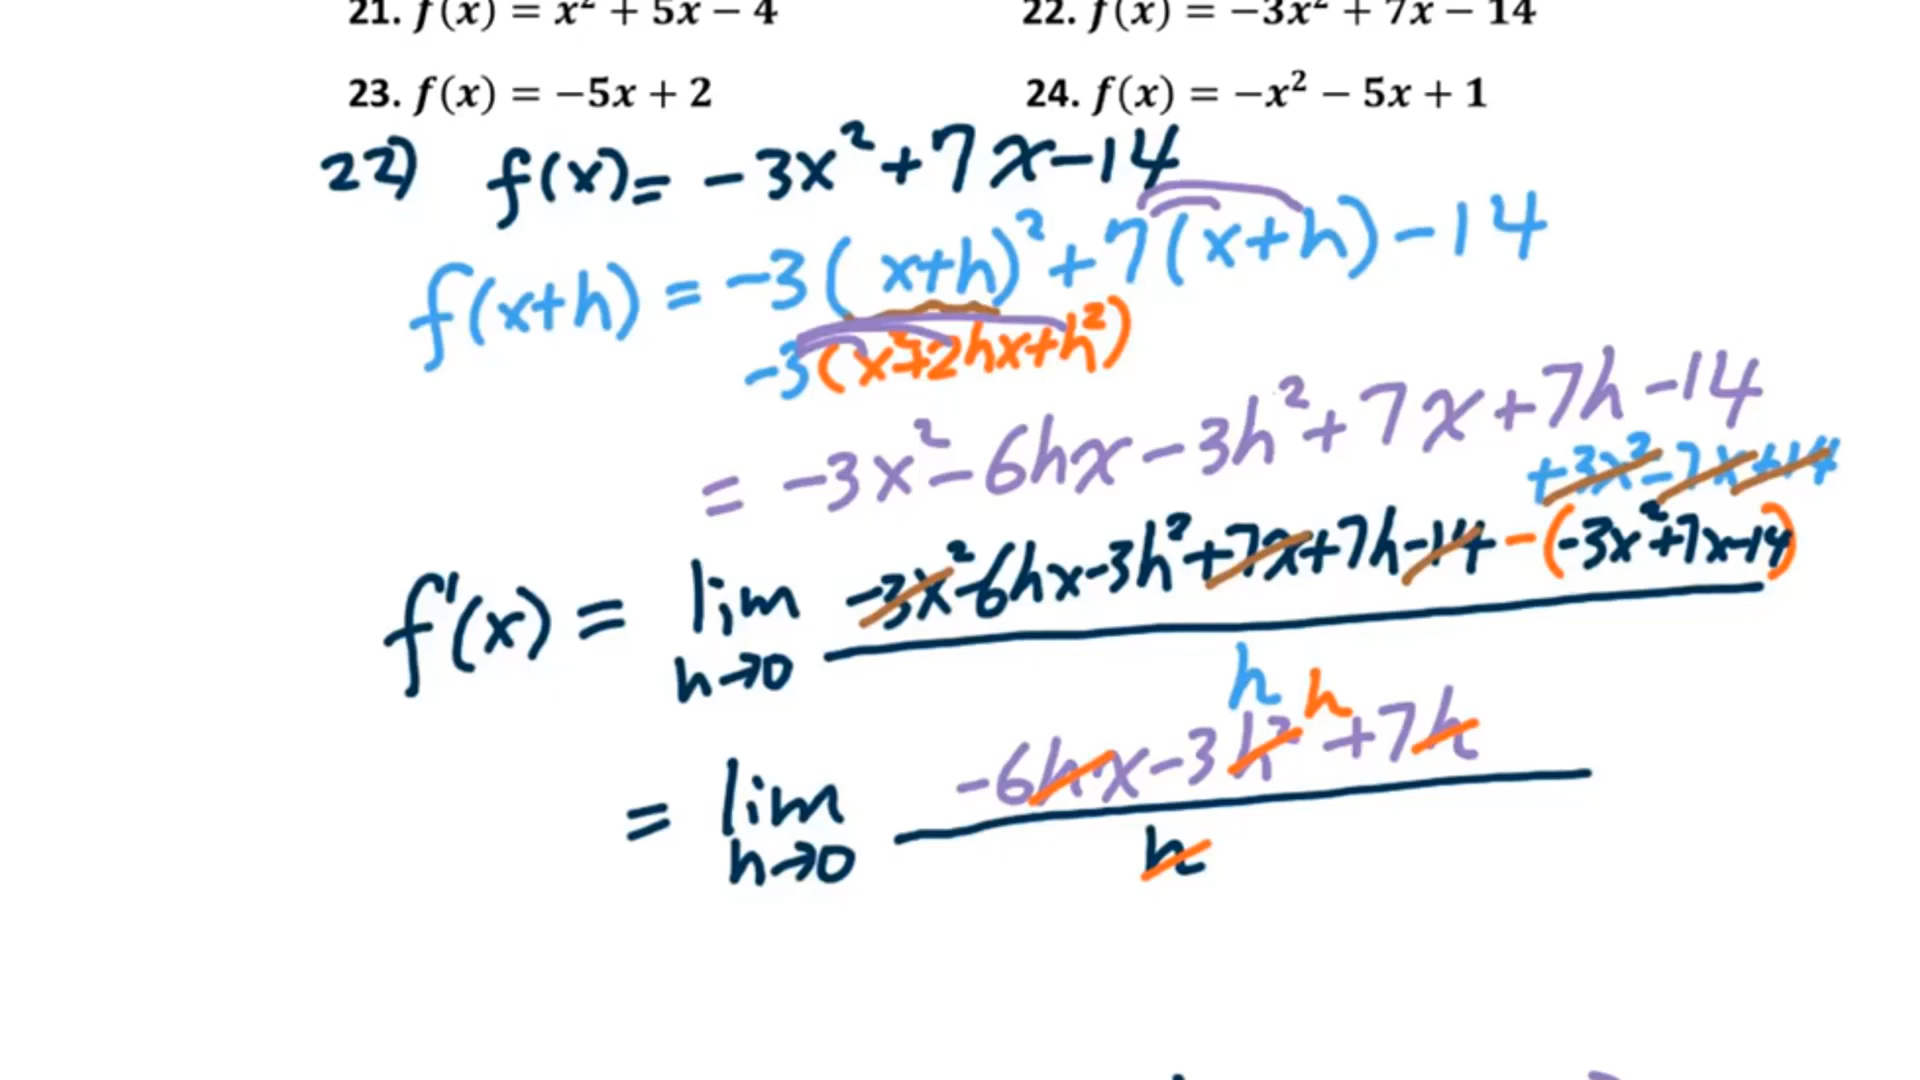 21. f(x) = x² + 5x − 4    22. f(x) = −3x² + 7x − 14
23. f(x) = −5x + 2    24. f(x) = −x² − 5x + 1
22) f(x) = −3x² + 7x − 14
f(x+h) = −3(x+h)² + 7(x+h) − 14
−3(x²+2hx+h²)
= −3x² − 6hx − 3h² + 7x + 7h − 14
+3x² − 7x + 14
f'(x) = lim −3x² − 6hx − 3h² + 7x + 7h − 14 − (−3x² + 7x − 14)
h→0 h
h
= lim −6hx − 3h² + 7h
h→0 h